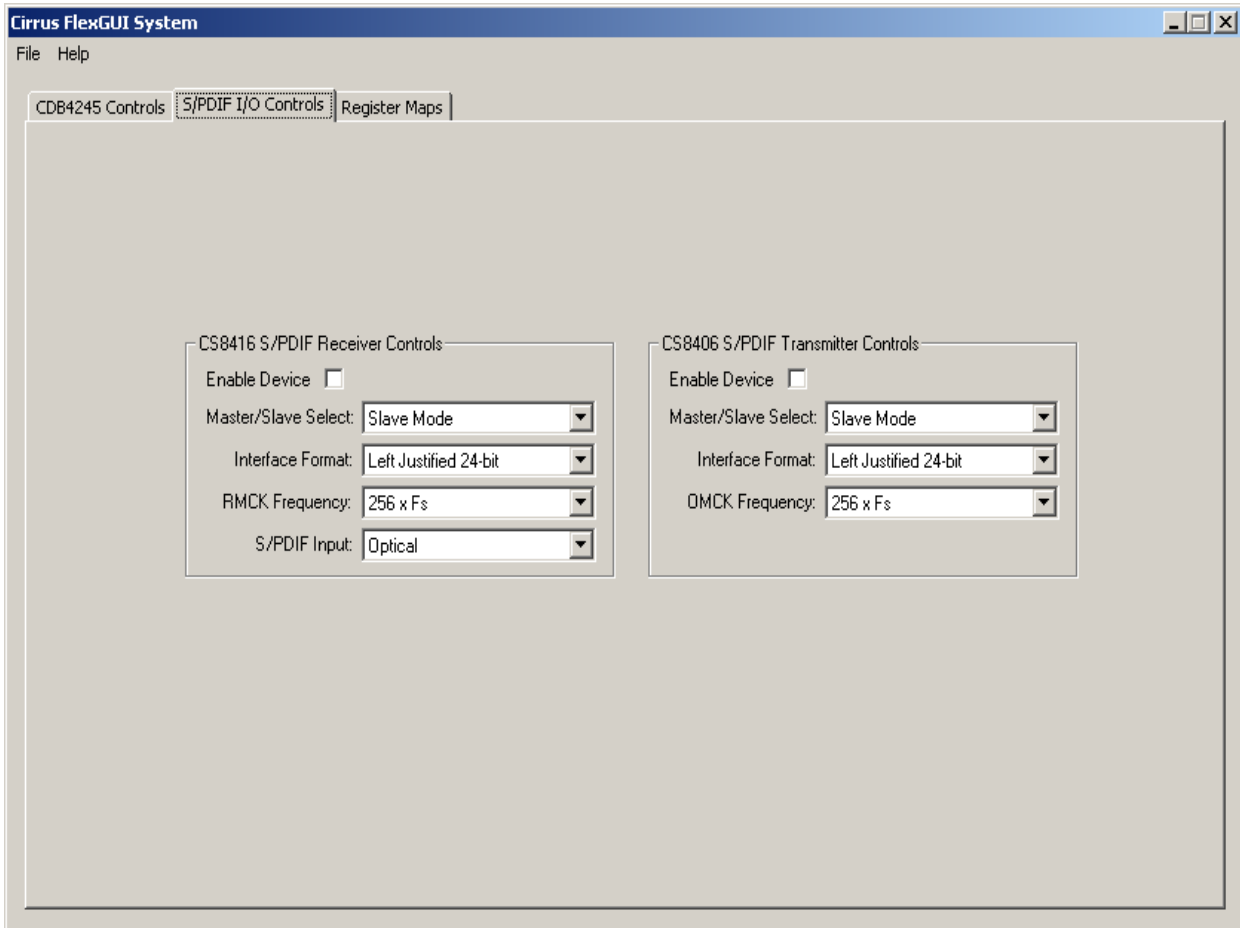 Cirrus FlexGUI System
File Help
CDB4245 Controls S/PDIF I/O Controls Register Maps
CS8416 S/PDIF Receiver Controls
Enable Device
Master/Slave Select: Slave Mode
Interface Format: Left Justified 24-bit
RMCK Frequency: 256 x Fs
S/PDIF Input: Optical
CS8406 S/PDIF Transmitter Controls
Enable Device
Master/Slave Select: Slave Mode
Interface Format: Left Justified 24-bit
OMCK Frequency: 256 x Fs